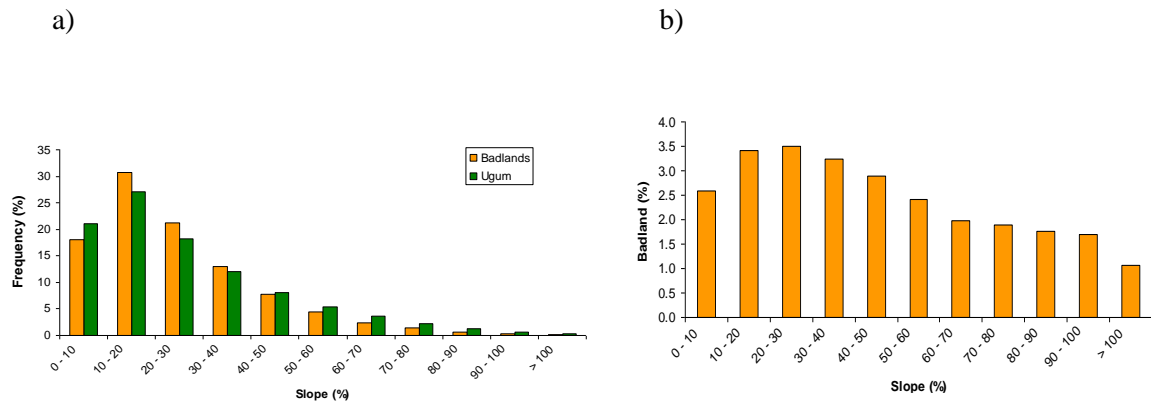 a)
Frequency (%)
35
30
25
20
15
10
5
0
Badlands
Ugum
0 - 10
10 - 20
20 - 30
30 - 40
40 - 50
50 - 60
60 - 70
70 - 80
80 - 90
90 - 100
> 100
Slope (%)
b)
Badland (%)
4.0
3.5
3.0
2.5
2.0
1.5
1.0
0.5
0.0
0 - 10
10 - 20
20 - 30
30 - 40
40 - 50
50 - 60
60 - 70
70 - 80
80 - 90
90 - 100
> 100
Slope (%)